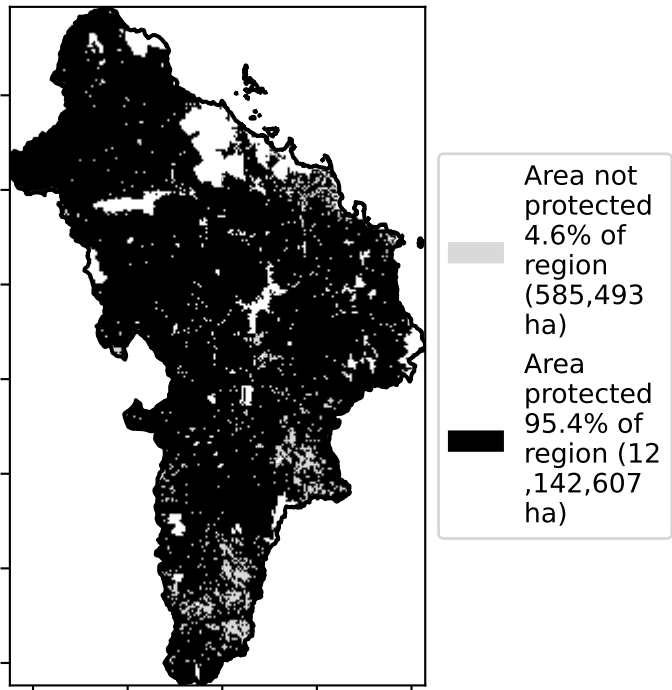 Area not
protected
4.6% of
region
(585,493
ha)
Area
protected
95.4% of
region (12
,142,607
ha)